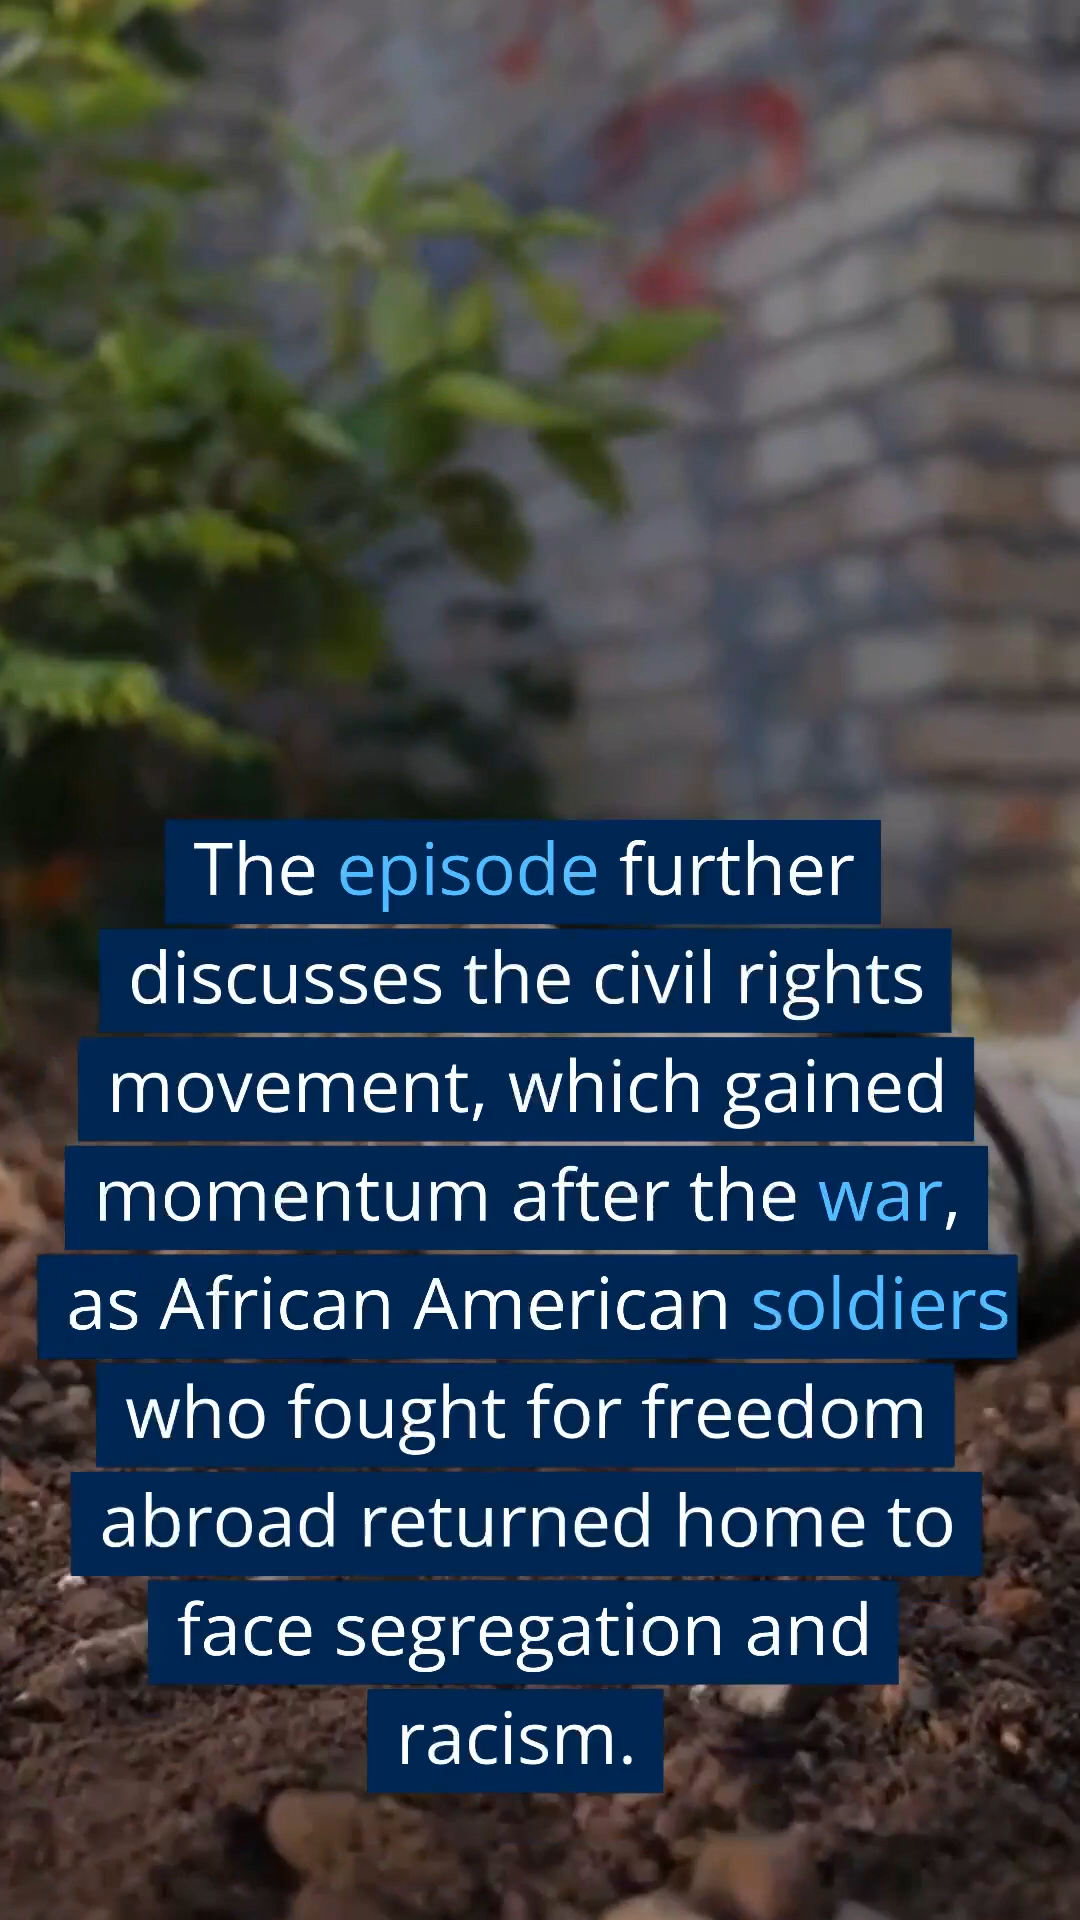 The episode further
discusses the civil rights
movement, which gained
momentum after the war,
as African American soldiers
who fought for freedom
abroad returned home to
face segregation and
racism.